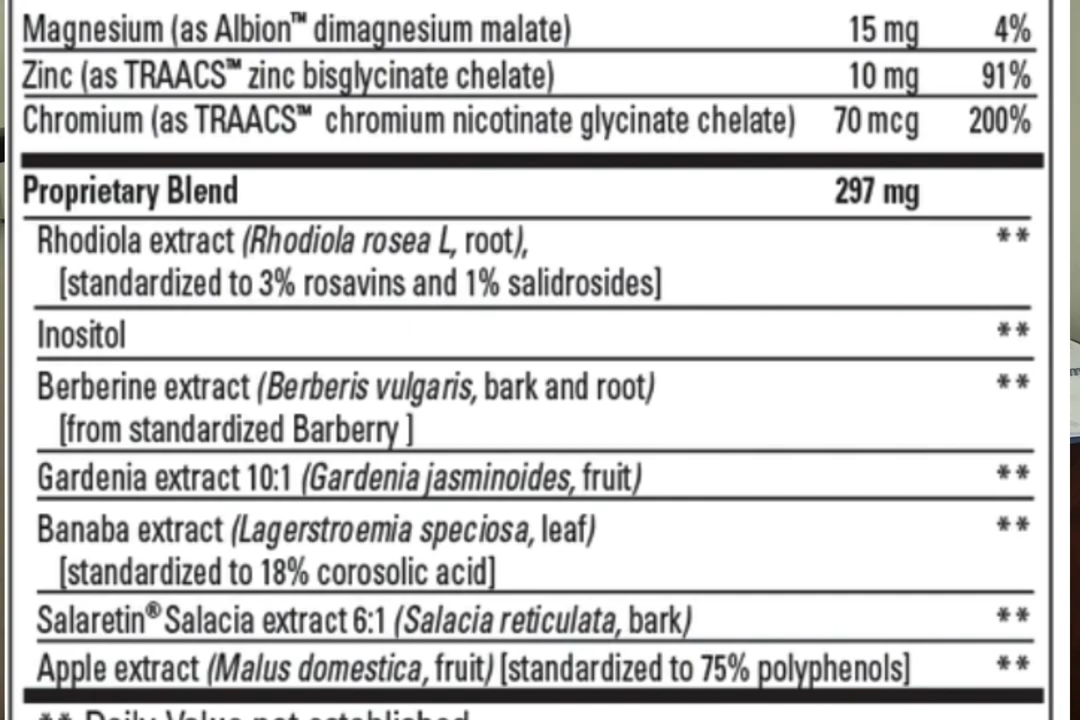 Magnesium (as Albion™ dimagnesium malate) 15 mg 4%
Zinc (as TRAACS™ zinc bisglycinate chelate) 10 mg 91%
Chromium (as TRAACS™ chromium nicotinate glycinate chelate) 70 mcg 200%
Proprietary Blend 297 mg
Rhodiola extract (Rhodiola rosea L, root), **
[standardized to 3% rosavins and 1% salidrosides]
Inositol **
Berberine extract (Berberis vulgaris, bark and root) **
[from standardized Barberry ]
Gardenia extract 10:1 (Gardenia jasminoides, fruit) **
Banaba extract (Lagerstroemia speciosa, leaf) **
[standardized to 18% corosolic acid]
Salaretin® Salacia extract 6:1 (Salacia reticulata, bark) **
Apple extract (Malus domestica, fruit) [standardized to 75% polyphenols] **
** Daily Value not established